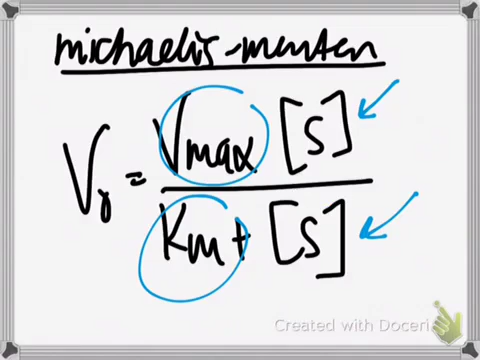 michaelis-menten
Vmax [S]
V₀ =
Km + [S]
Created with Doceri